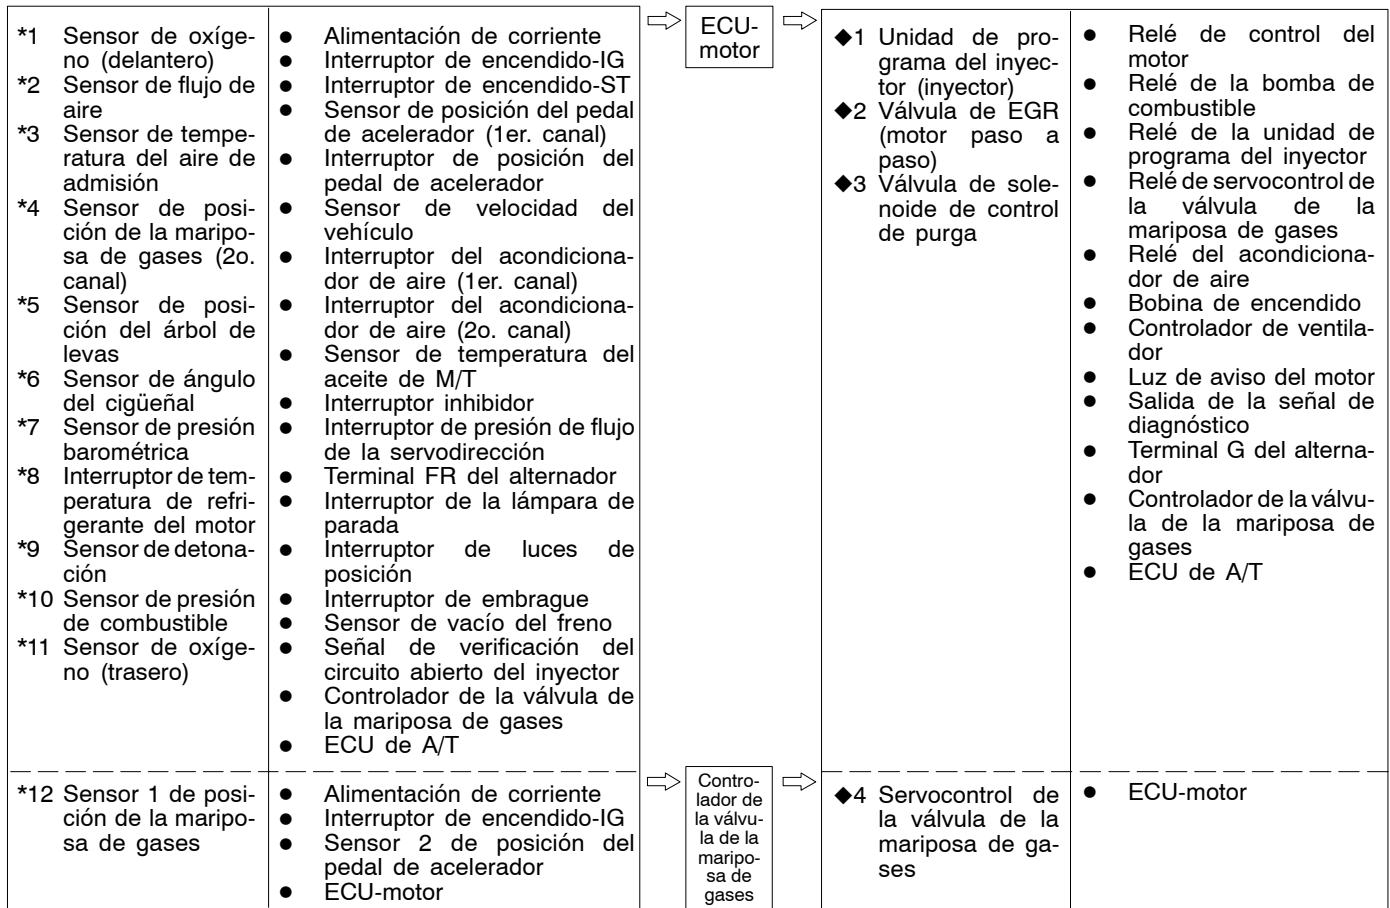 *1 Sensor de oxíge-
no (delantero)
*2 Sensor de flujo de
aire
*3 Sensor de tempe-
ratura del aire de
admisión
*4 Sensor de posi-
ción de la maripo-
sa de gases (2o.
canal)
*5 Sensor de posi-
ción del árbol de
levas
*6 Sensor de ángulo
del cigüeñal
*7 Sensor de presión
barométrica
*8 Interruptor de tem-
peratura de refri-
gerante del motor
*9 Sensor de detona-
ción
*10 Sensor de presión
de combustible
*11 Sensor de oxíge-
no (trasero)
● Alimentación de corriente
● Interruptor de encendido-IG
● Interruptor de encendido-ST
● Sensor de posición del pedal
de acelerador (1er. canal)
● Interruptor de posición del
pedal de acelerador
● Sensor de velocidad del
vehículo
● Interruptor del acondiciona-
dor de aire (1er. canal)
● Interruptor del acondiciona-
dor de aire (2o. canal)
● Sensor de temperatura del
aceite de M/T
● Interruptor inhibidor
● Interruptor de presión de flujo
de la servodirección
● Terminal FR del alternador
● Interruptor de la lámpara de
parada
● Interruptor de luces de
posición
● Interruptor de embrague
● Sensor de vacío del freno
● Señal de verificación del
circuito abierto del inyector
● Controlador de la válvula de
la mariposa de gases
● ECU de A/T
ECU-
motor
◆1 Unidad de pro-
grama del inyec-
tor (inyector)
◆2 Válvula de EGR
(motor paso a
paso)
◆3 Válvula de sole-
noide de control
de purga
● Relé de control del
motor
● Relé de la bomba de
combustible
● Relé de la unidad de
programa del inyector
● Relé de servocontrol de
la válvula de la
mariposa de gases
● Relé del acondiciona-
dor de aire
● Bobina de encendido
● Controlador de ventila-
dor
● Luz de aviso del motor
● Salida de la señal de
diagnóstico
● Terminal G del alterna-
dor
● Controlador de la válvu-
la de la mariposa de
gases
● ECU de A/T
*12 Sensor 1 de posi-
ción de la maripo-
sa de gases
● Alimentación de corriente
● Interruptor de encendido-IG
● Sensor 2 de posición del
pedal de acelerador
● ECU-motor
Contro-
lador de
la válvu-
la de la
maripo-
sa de
gases
◆4 Servocontrol de
la válvula de la
mariposa de ga-
ses
● ECU-motor